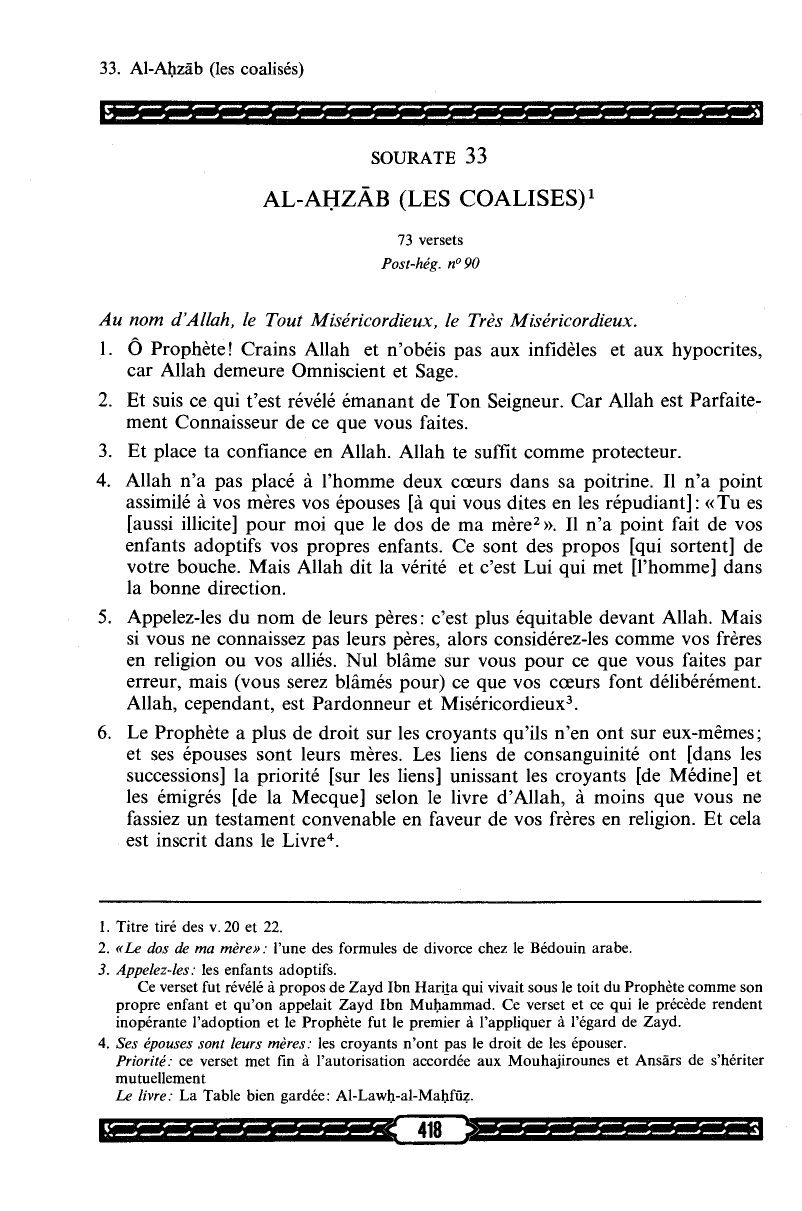 33. Al-Aḥzāb (les coalisés)
SOURATE 33
AL-AḤZĀB (LES COALISES)¹
73 versets
Post-hég. nº 90
Au nom d'Allah, le Tout Miséricordieux, le Très Miséricordieux.
1. Ô Prophète! Crains Allah et n'obéis pas aux infidèles et aux hypocrites,
car Allah demeure Omniscient et Sage.
2. Et suis ce qui t'est révélé émanant de Ton Seigneur. Car Allah est Parfaite-
ment Connaisseur de ce que vous faites.
3. Et place ta confiance en Allah. Allah te suffit comme protecteur.
4. Allah n'a pas placé à l'homme deux cœurs dans sa poitrine. Il n'a point
assimilé à vos mères vos épouses [à qui vous dites en les répudiant]: «Tu es
[aussi illicite] pour moi que le dos de ma mère²». Il n'a point fait de vos
enfants adoptifs vos propres enfants. Ce sont des propos [qui sortent] de
votre bouche. Mais Allah dit la vérité et c'est Lui qui met [l'homme] dans
la bonne direction.
5. Appelez-les du nom de leurs pères: c'est plus équitable devant Allah. Mais
si vous ne connaissez pas leurs pères, alors considérez-les comme vos frères
en religion ou vos alliés. Nul blâme sur vous pour ce que vous faites par
erreur, mais (vous serez blâmés pour) ce que vos cœurs font délibérément.
Allah, cependant, est Pardonneur et Miséricordieux³.
6. Le Prophète a plus de droit sur les croyants qu'ils n'en ont sur eux-mêmes;
et ses épouses sont leurs mères. Les liens de consanguinité ont [dans les
successions] la priorité [sur les liens] unissant les croyants [de Médine] et
les émigrés [de la Mecque] selon le livre d'Allah, à moins que vous ne
fassiez un testament convenable en faveur de vos frères en religion. Et cela
est inscrit dans le Livre⁴.
1. Titre tiré des v. 20 et 22.
2. «Le dos de ma mère»: l'une des formules de divorce chez le Bédouin arabe.
3. Appelez-les: les enfants adoptifs.
Ce verset fut révélé à propos de Zayd Ibn Hariṯa qui vivait sous le toit du Prophète comme son
propre enfant et qu'on appelait Zayd Ibn Muḥammad. Ce verset et ce qui le précède rendent
inopérante l'adoption et le Prophète fut le premier à l'appliquer à l'égard de Zayd.
4. Ses épouses sont leurs mères: les croyants n'ont pas le droit de les épouser.
Priorité: ce verset met fin à l'autorisation accordée aux Mouhajirounes et Ansārs de s'hériter
mutuellement
Le livre: La Table bien gardée: Al-Lawḥ-al-Maḥfūẓ.
418